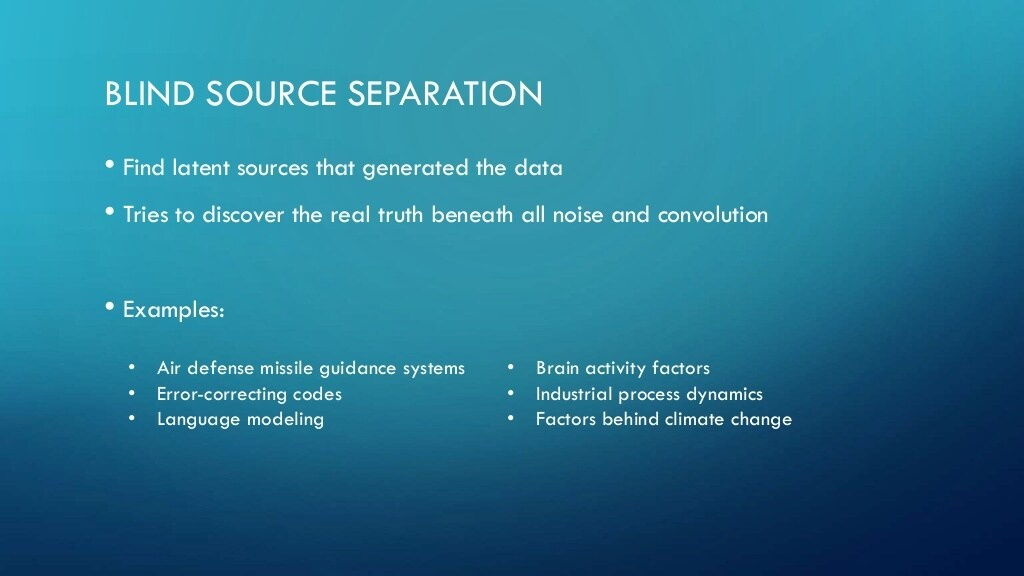 BLIND SOURCE SEPARATION
• Find latent sources that generated the data
• Tries to discover the real truth beneath all noise and convolution
• Examples:
• Air defense missile guidance systems
• Error-correcting codes
• Language modeling
• Brain activity factors
• Industrial process dynamics
• Factors behind climate change